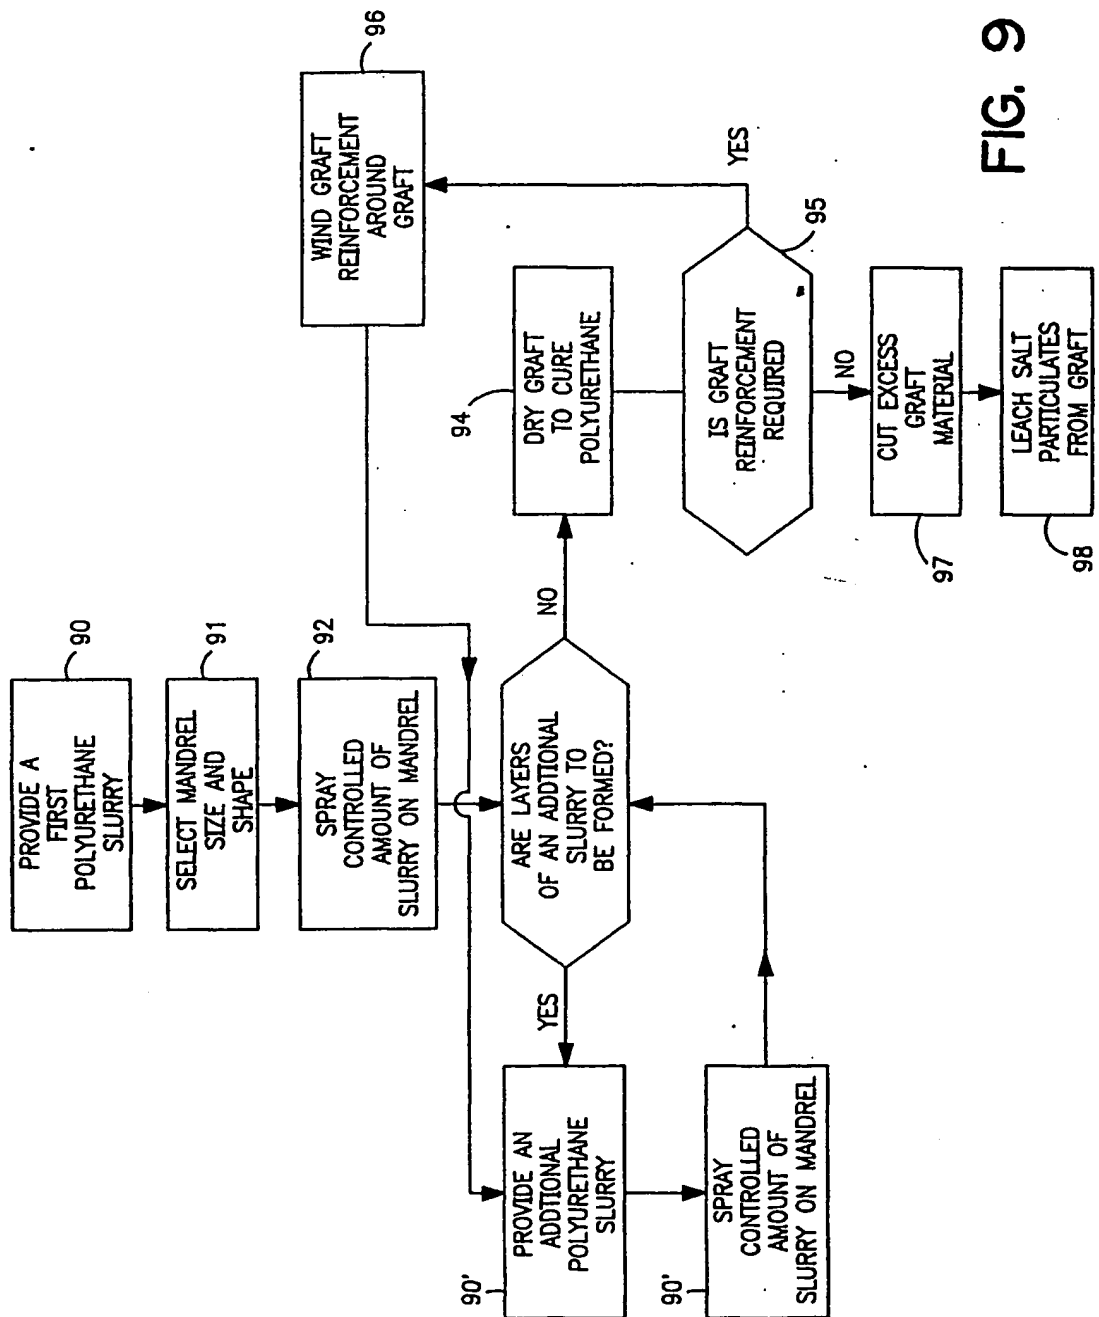 PROVIDE A
FIRST
POLYURETHANE
SLURRY
90
SELECT MANDREL
SIZE AND
SHAPE
91
SPRAY
CONTROLLED
AMOUNT OF
SLURRY ON MANDREL
92
ARE LAYERS
OF AN ADDTIONAL
SLURRY TO
BE FORMED?
YES
NO
PROVIDE AN
ADDTIONAL
POLYURETHANE
SLURRY
90'
SPRAY
CONTROLLED
AMOUNT OF
SLURRY ON MANDREL
90'
WIND GRAFT
REINFORCEMENT
AROUND
GRAFT
96
DRY GRAFT
TO CURE
POLYURETHANE
94
IS GRAFT
REINFORCEMENT
REQUIRED
95
YES
NO
CUT EXCESS
GRAFT
MATERIAL
97
LEACH SALT
PARTICULATES
FROM GRAFT
98
FIG. 9